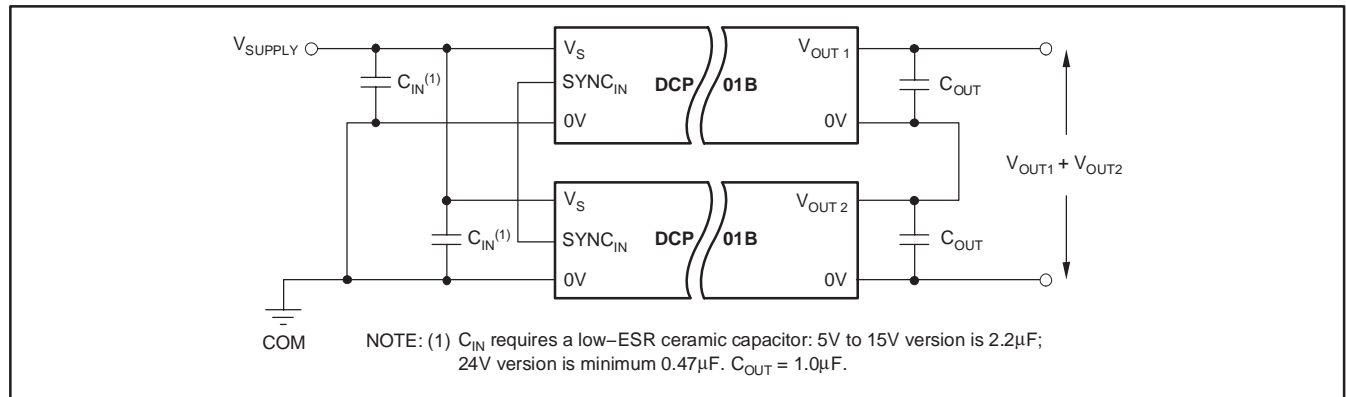 VSUPPLY
CIN(1)
VS
SYNCIN
0V
DCP
01B
VOUT 1
0V
COUT
VOUT1 + VOUT2
CIN(1)
VS
SYNCIN
0V
DCP
01B
VOUT 2
0V
COUT
COM
NOTE: (1) CIN requires a low–ESR ceramic capacitor: 5V to 15V version is 2.2μF;
24V version is minimum 0.47μF. COUT = 1.0μF.